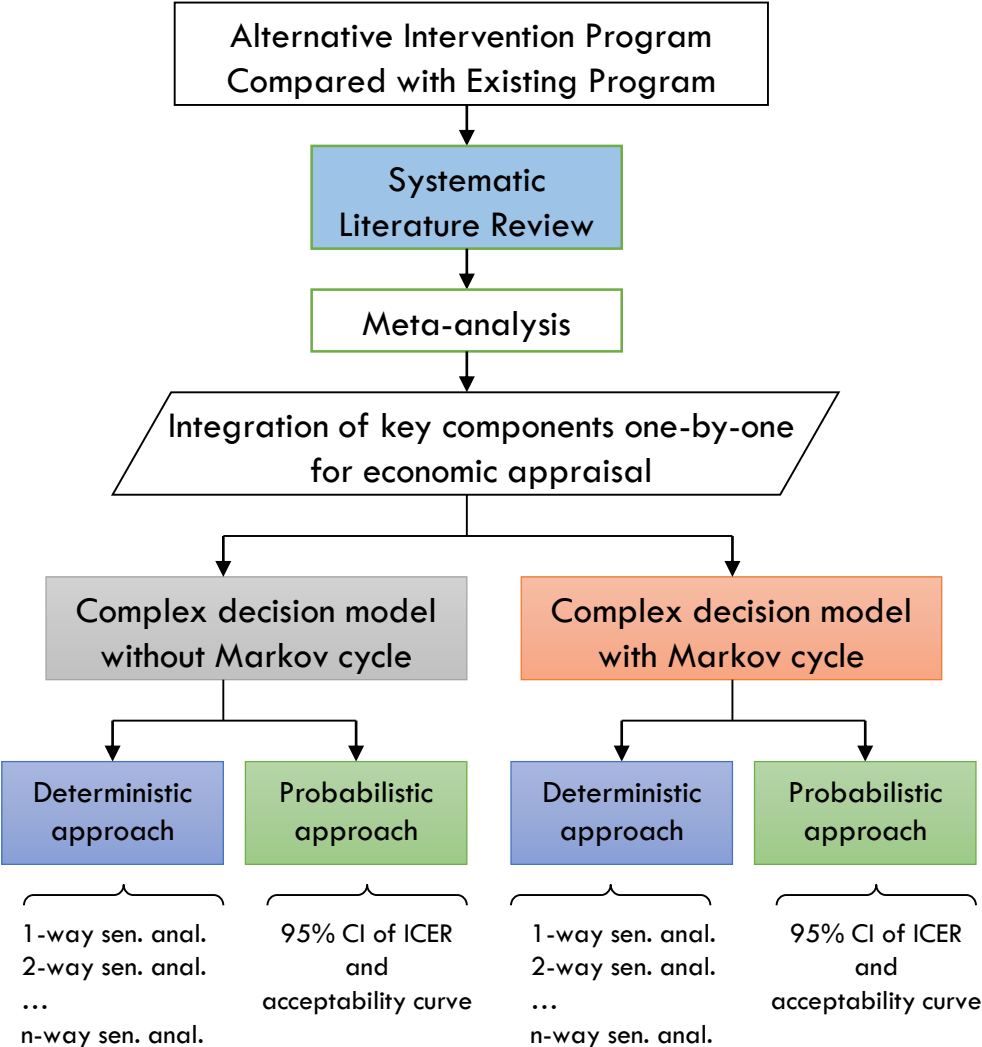 Alternative Intervention Program
Compared with Existing Program
Systematic
Literature Review
Meta-analysis
Integration of key components one-by-one
for economic appraisal
Complex decision model
without Markov cycle
Complex decision model
with Markov cycle
Deterministic
approach
Probabilistic
approach
Deterministic
approach
Probabilistic
approach
1-way sen. anal.
2-way sen. anal.
...
n-way sen. anal.
95% CI of ICER
and
acceptability curve
1-way sen. anal.
2-way sen. anal.
...
n-way sen. anal.
95% CI of ICER
and
acceptability curve